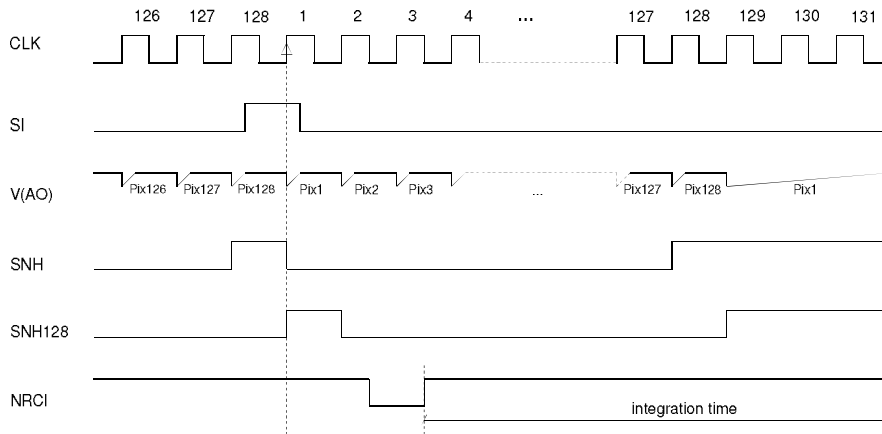 126 127 128 1 2 3 4 ... 127 128 129 130 131
CLK
SI
V(AO) Pix126 Pix127 Pix128 Pix1 Pix2 Pix3 ... Pix127 Pix128 Pix1
SNH
SNH128
NRCI
integration time